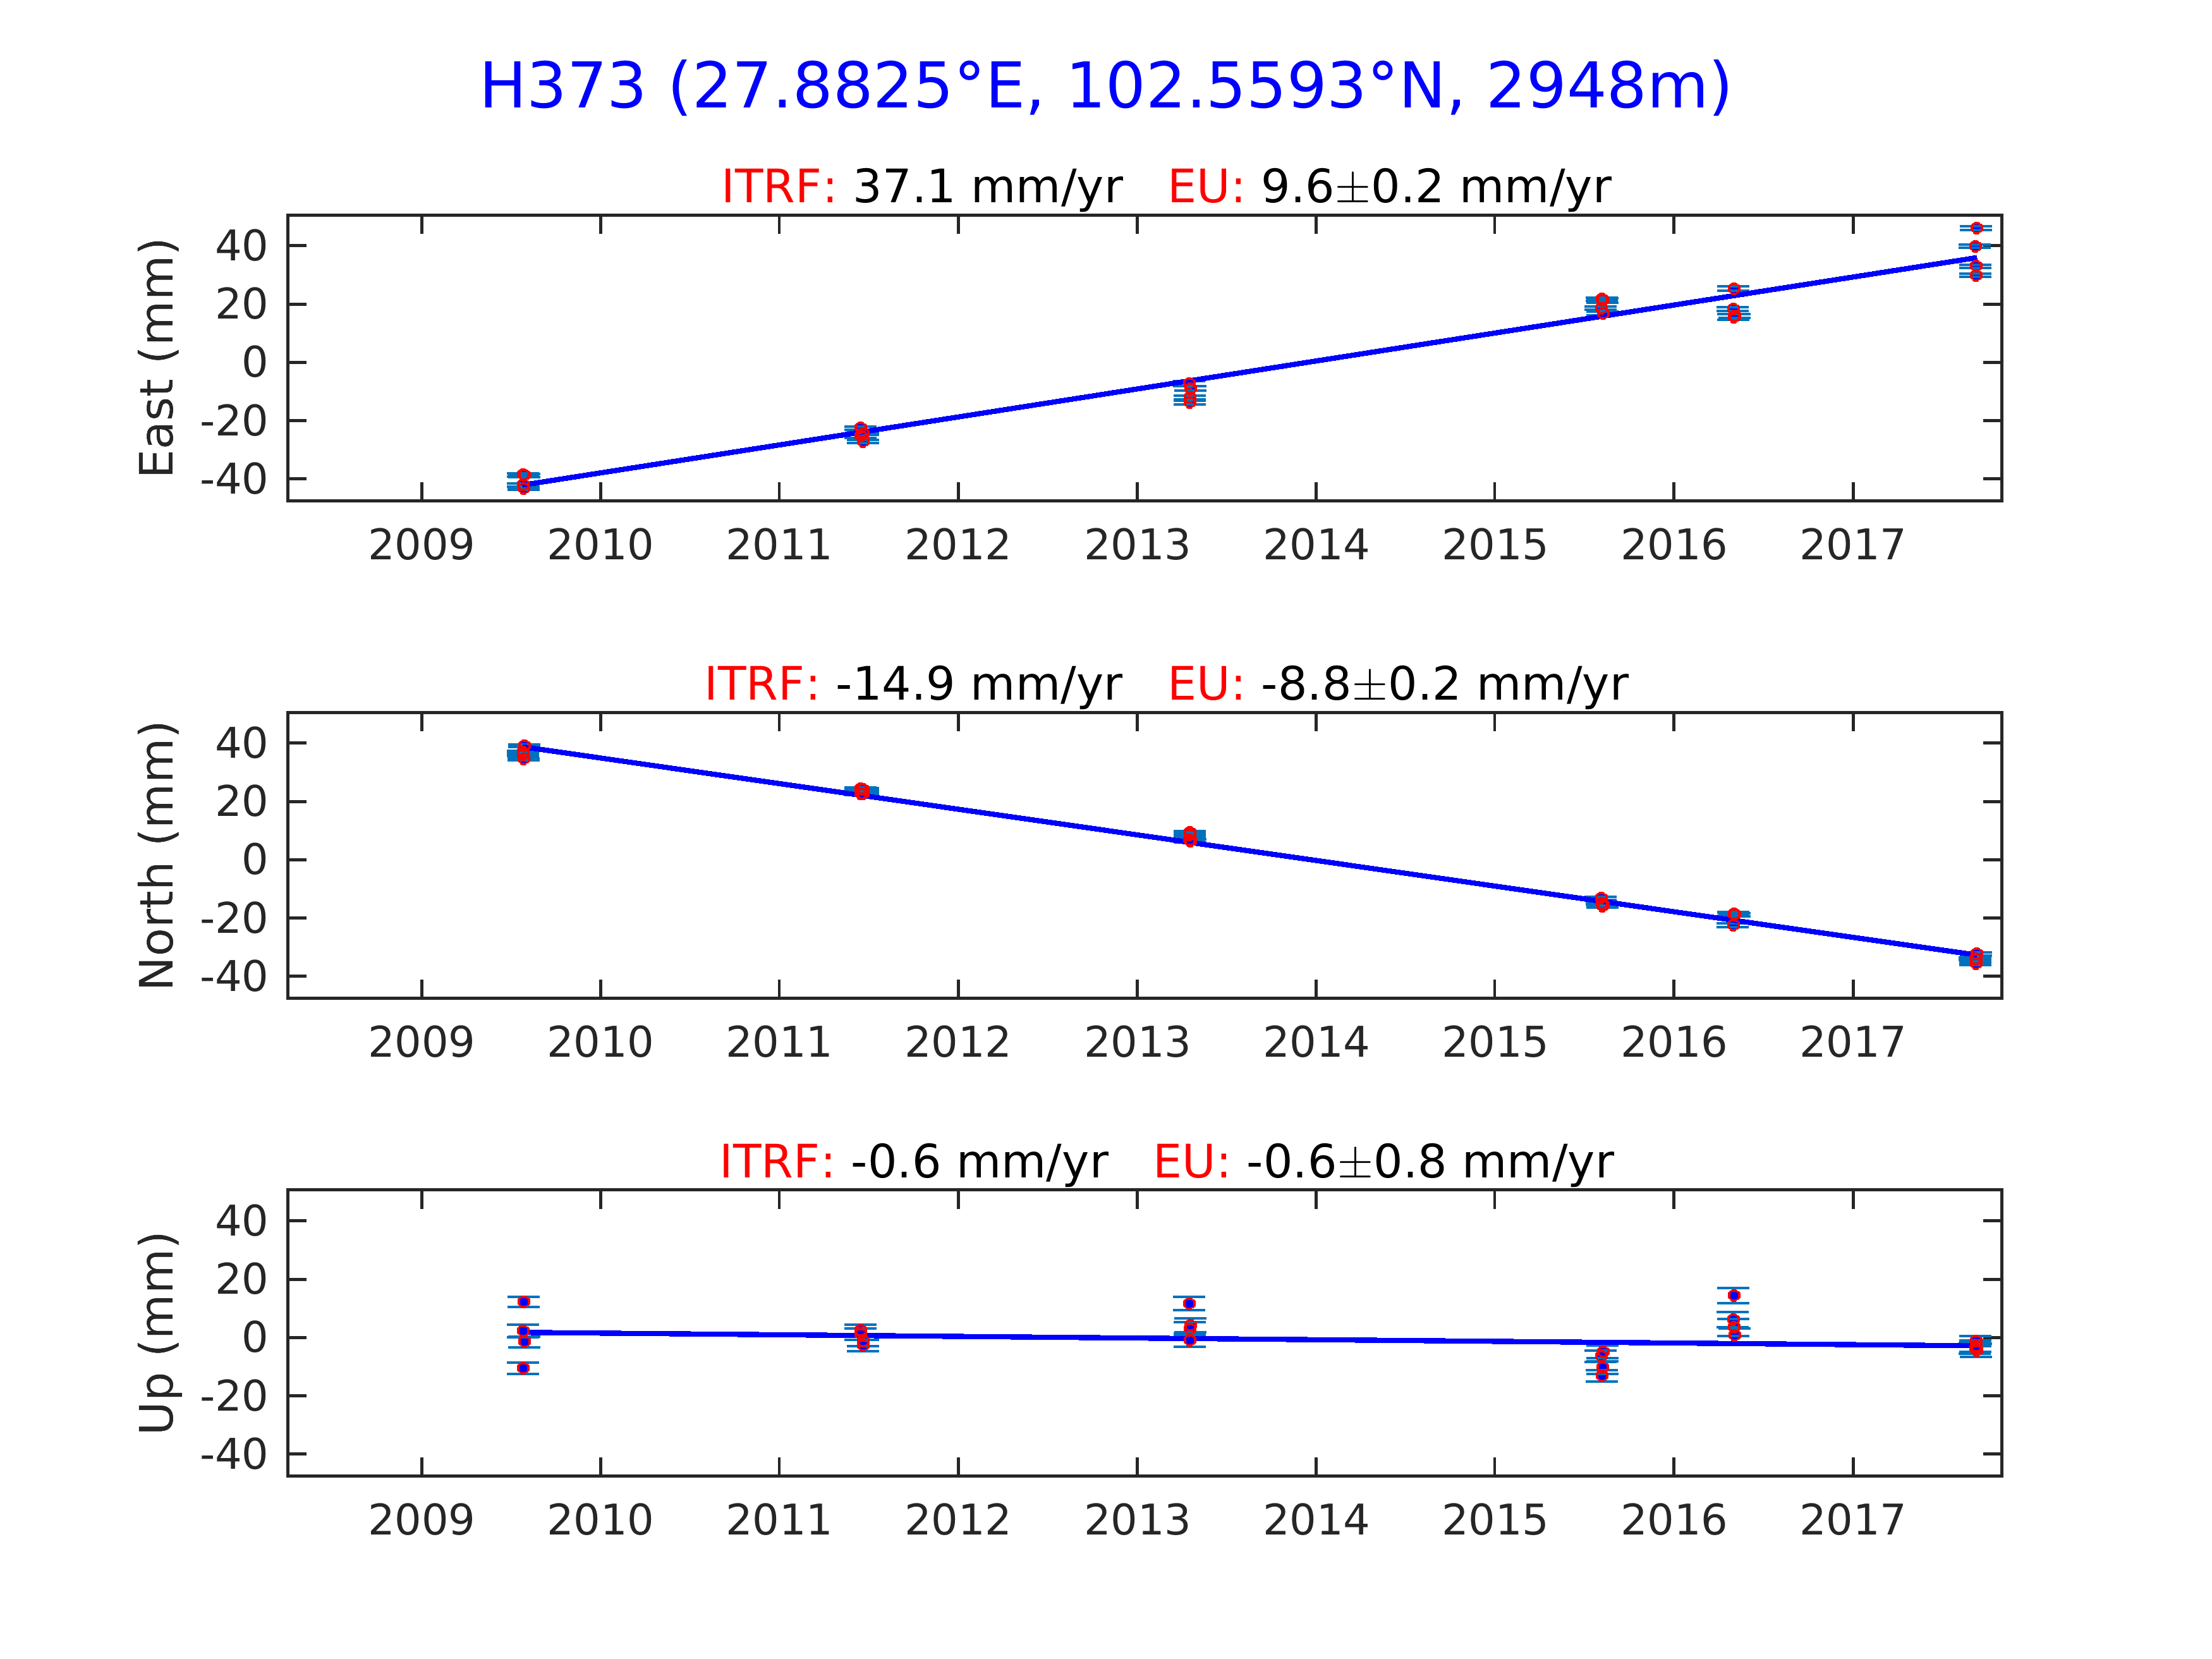 H373 (27.8825°E, 102.5593°N, 2948m)
ITRF: 37.1 mm/yr EU: 9.6±0.2 mm/yr
East (mm)
40
20
0
-20
-40
2009 2010 2011 2012 2013 2014 2015 2016 2017
ITRF: -14.9 mm/yr EU: -8.8±0.2 mm/yr
North (mm)
40
20
0
-20
-40
2009 2010 2011 2012 2013 2014 2015 2016 2017
ITRF: -0.6 mm/yr EU: -0.6±0.8 mm/yr
Up (mm)
40
20
0
-20
-40
2009 2010 2011 2012 2013 2014 2015 2016 2017